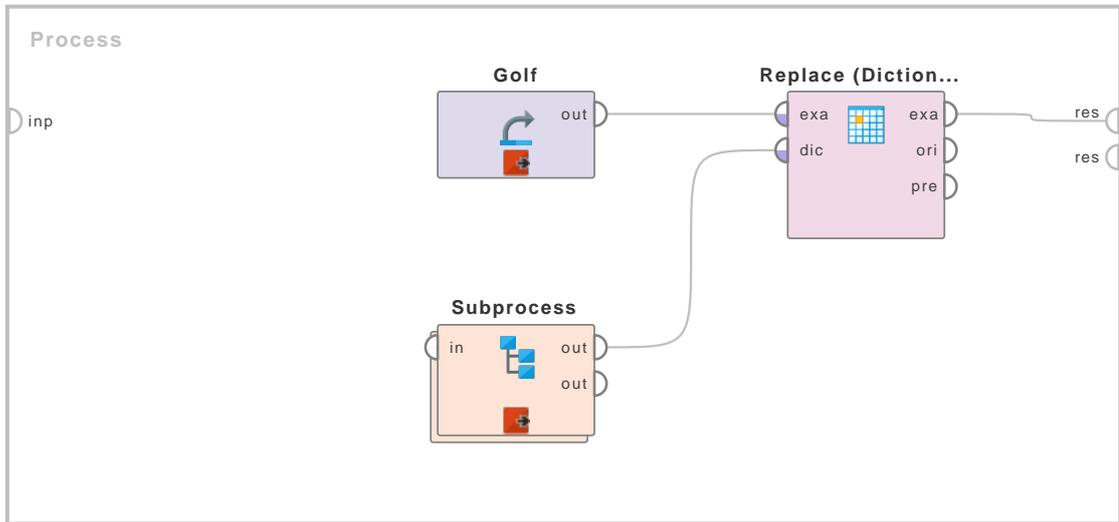 Process
inp
Golf
out
Replace (Diction...
exa
exa
dic
ori
pre
res
res
Subprocess
in
out
out